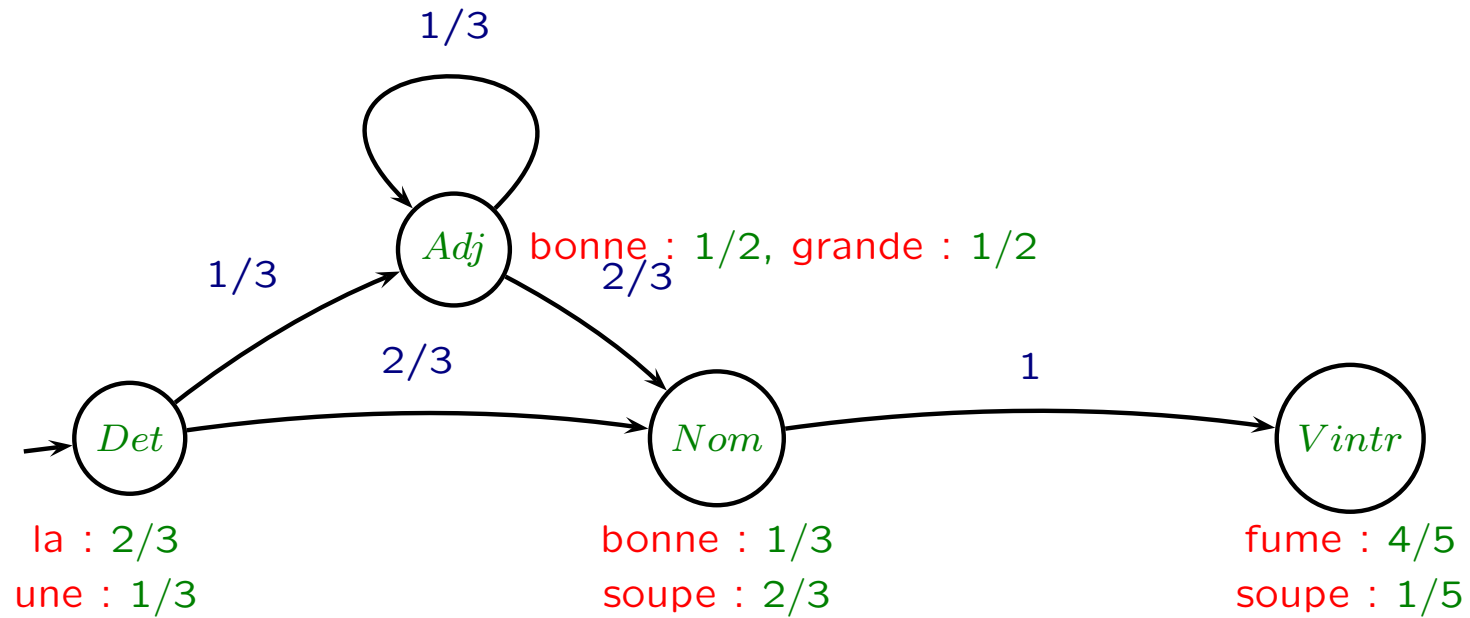 1/3
Adj
bonne : 1/2, grande : 1/2
1/3
2/3
2/3
1
Det
Nom
Vintr
la : 2/3
bonne : 1/3
fume : 4/5
une : 1/3
soupe : 2/3
soupe : 1/5